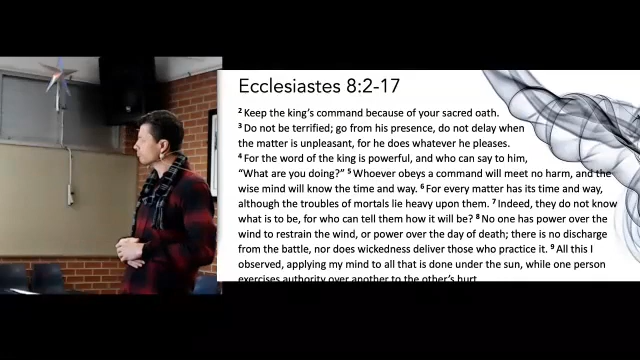 Ecclesiastes 8:2-17
2 Keep the king's command because of your sacred oath.
3 Do not be terrified; go from his presence, do not delay when
the matter is unpleasant, for he does whatever he pleases.
4 For the word of the king is powerful, and who can say to him,
“What are you doing?” 5 Whoever obeys a command will meet no harm, and the
wise mind will know the time and way. 6 For every matter has its time and way,
although the troubles of mortals lie heavy upon them. 7 Indeed, they do not know
what is to be, for who can tell them how it will be? 8 No one has power over the
wind to restrain the wind, or power over the day of death; there is no discharge
from the battle, nor does wickedness deliver those who practice it. 9 All this I
observed, applying my mind to all that is done under the sun, while one person
exercises authority over another to the other's hurt